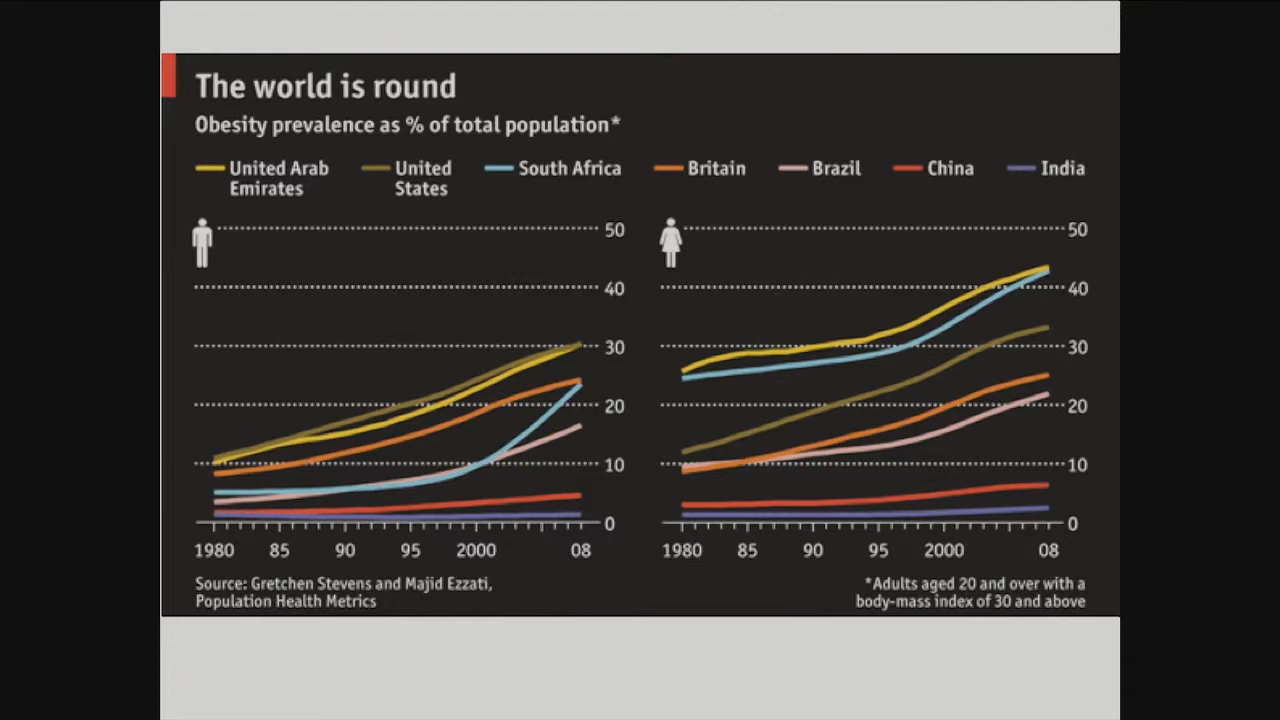 The world is round
Obesity prevalence as % of total population*
United Arab Emirates
United States
South Africa
Britain
Brazil
China
India
50
40
30
20
10
0
1980 85 90 95 2000 08
50
40
30
20
10
0
1980 85 90 95 2000 08
Source: Gretchen Stevens and Majid Ezzati,
Population Health Metrics
*Adults aged 20 and over with a
body-mass index of 30 and above